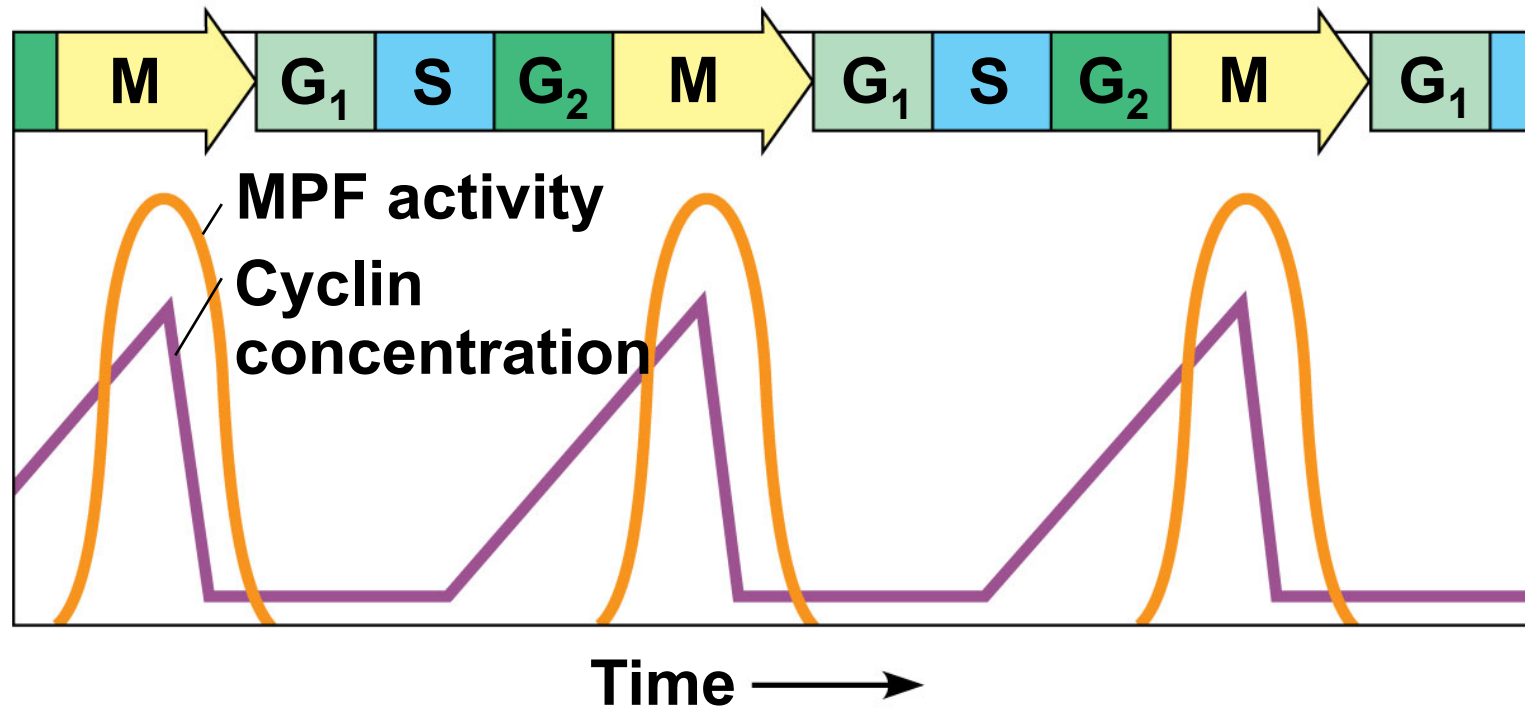 M G₁ S G₂ M G₁ S G₂ M G₁
MPF activity
Cyclin
concentration
Time